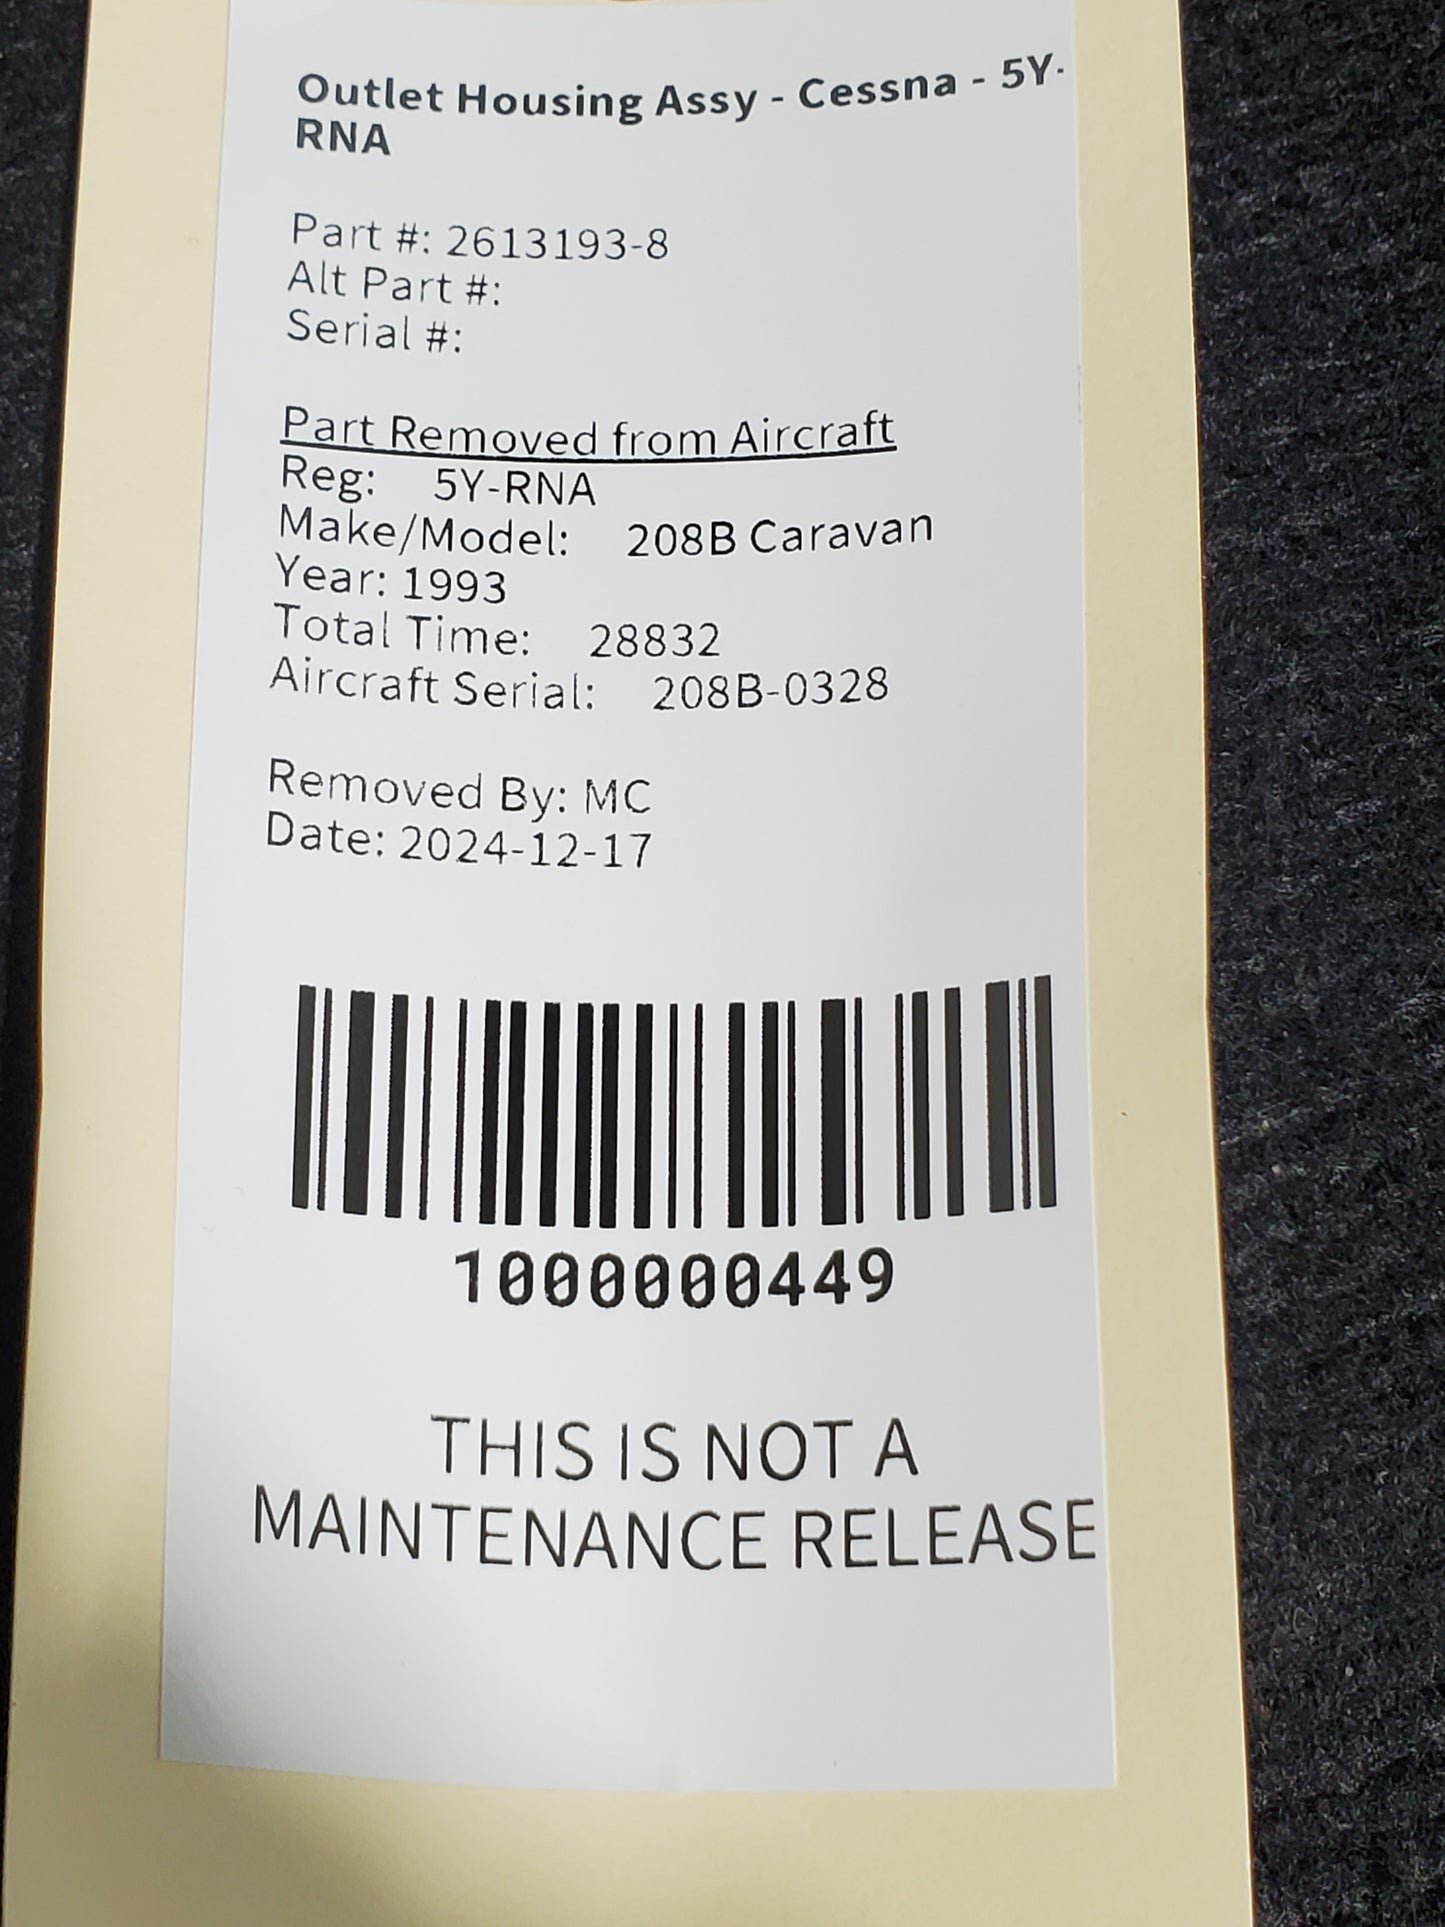 Outlet Housing Assy - Cessna - 5Y-
RNA
Part #: 2613193-8
Alt Part #:
Serial #:
Part Removed from Aircraft
Reg: 5Y-RNA
Make/Model: 208B Caravan
Year: 1993
Total Time: 28832
Aircraft Serial: 208B-0328
Removed By: MC
Date: 2024-12-17
1000000449
THIS IS NOT A
MAINTENANCE RELEASE